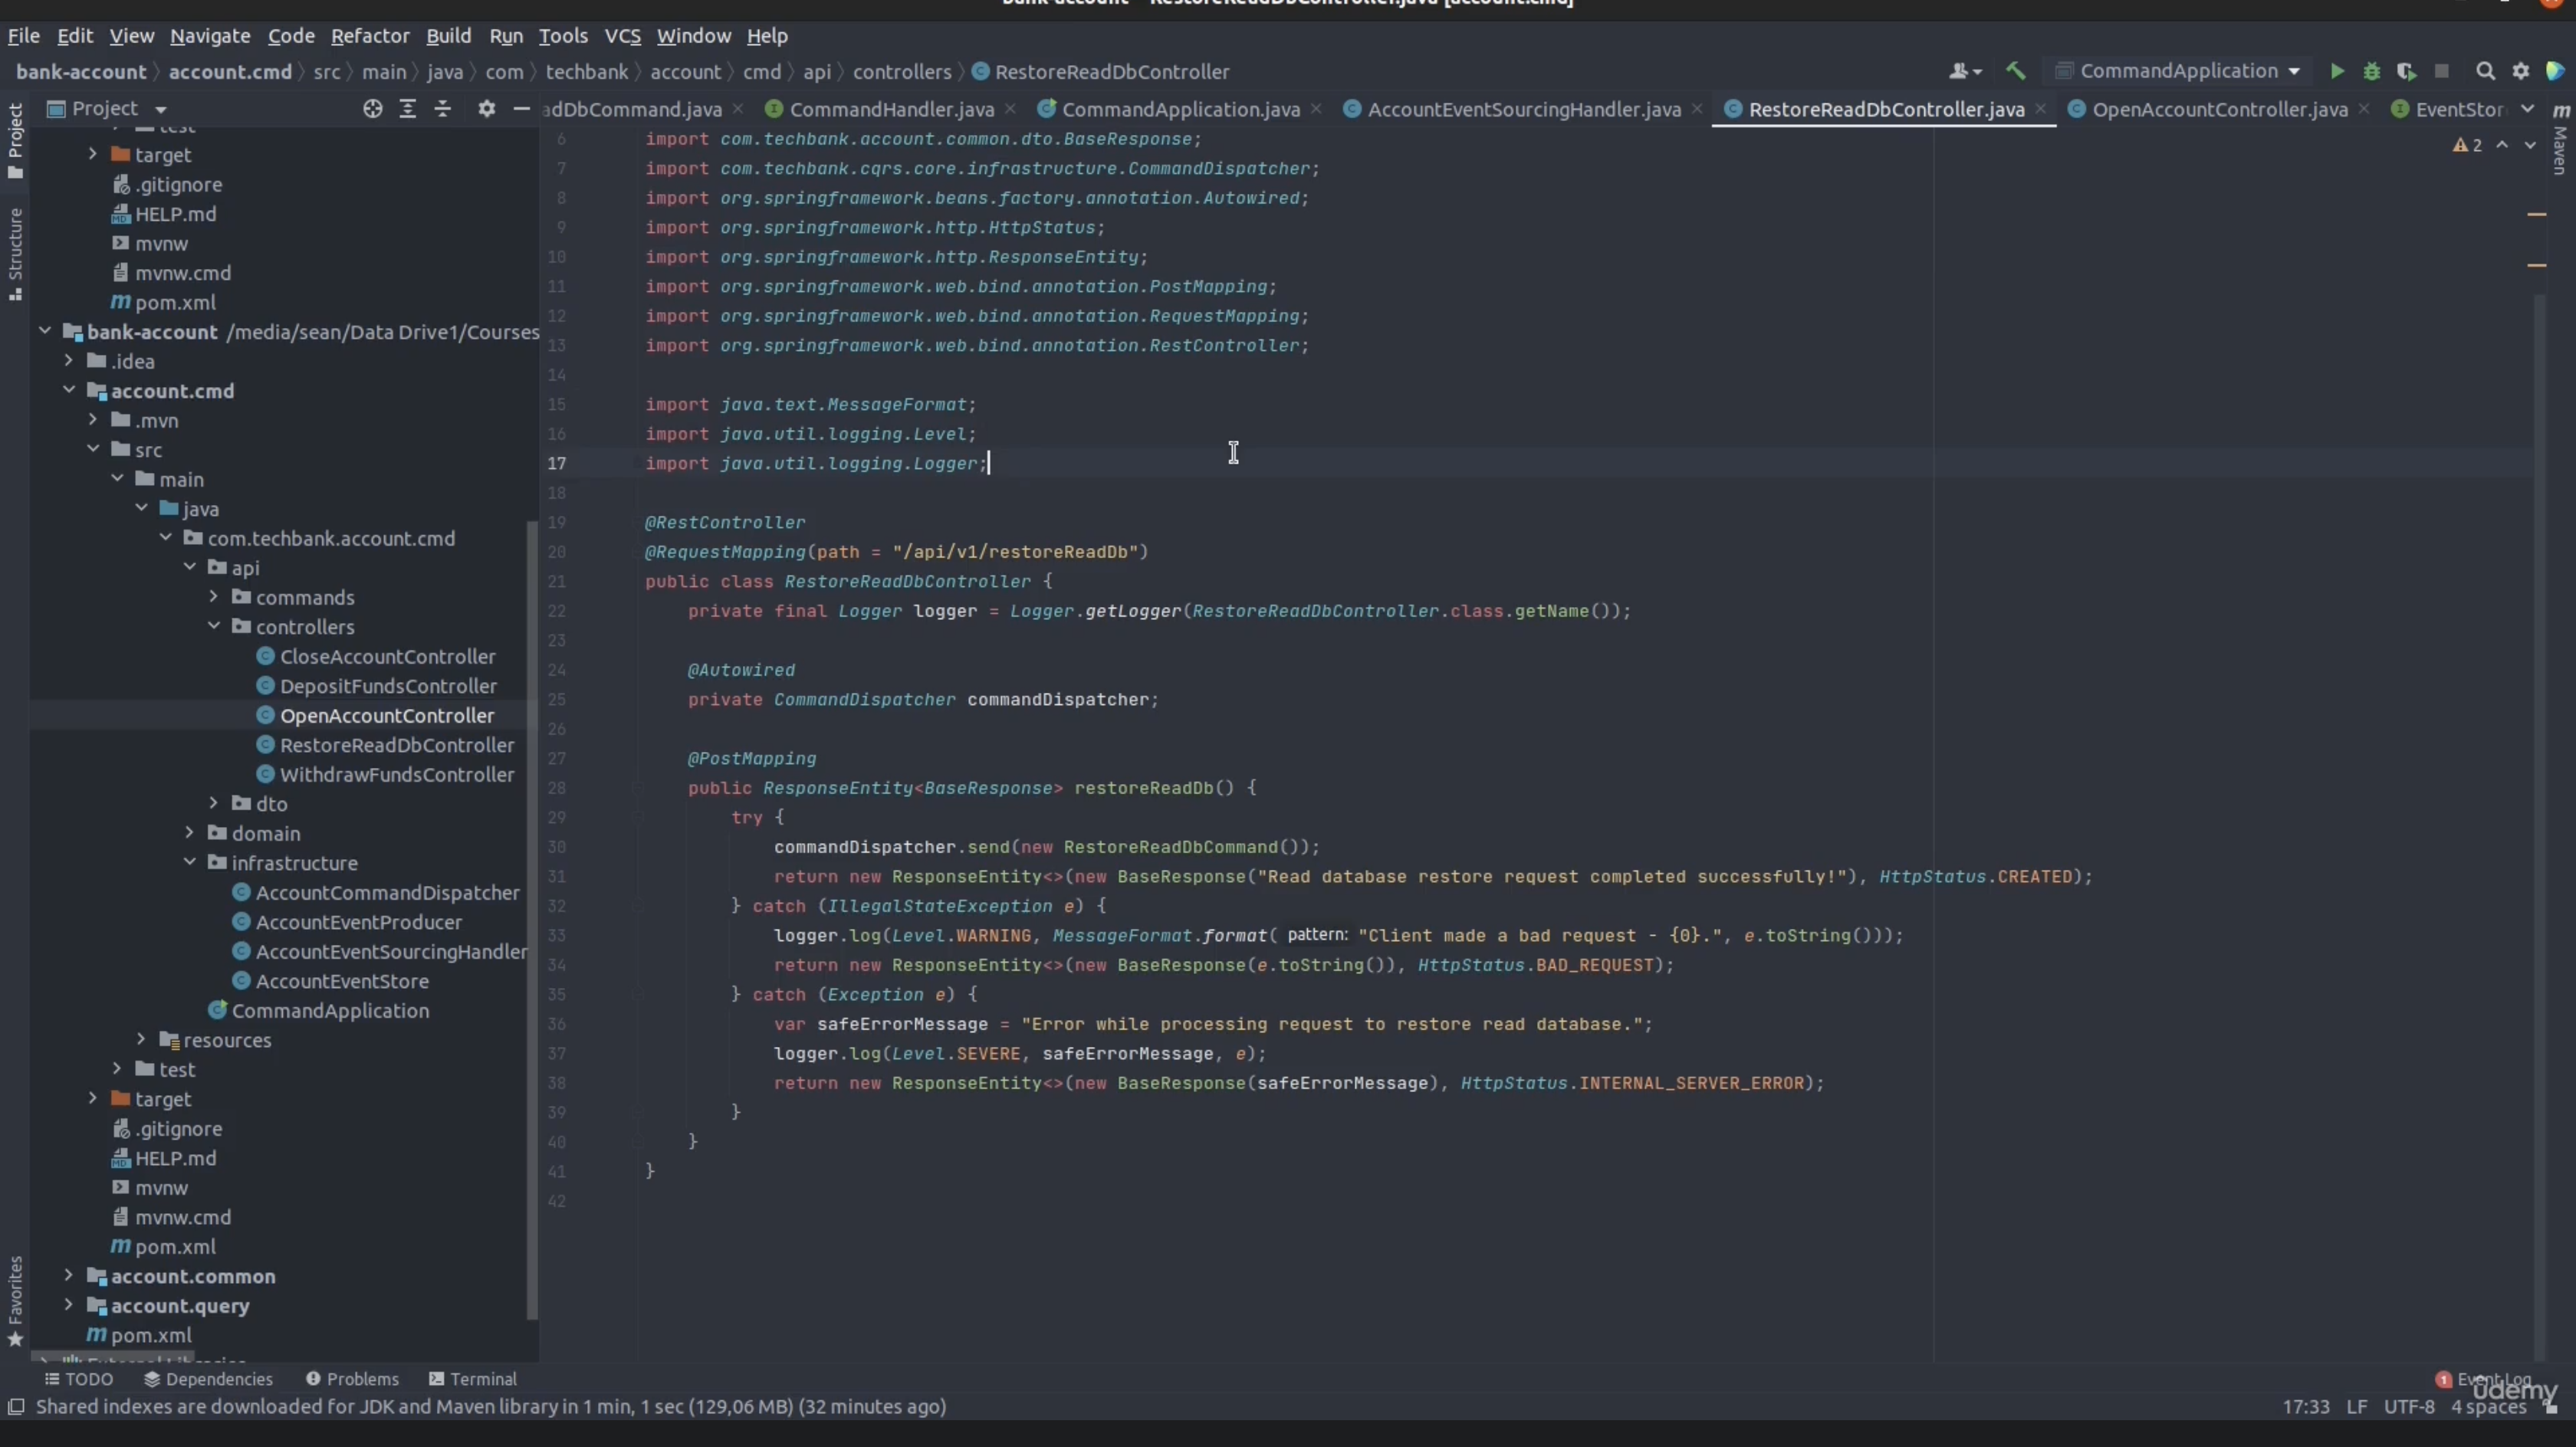 bank-account – RestoreReadDbController.java [account.cmd]
File Edit View Navigate Code Refactor Build Run Tools VCS Window Help
bank-account account.cmd src main java com techbank account cmd api controllers RestoreReadDbController CommandApplication
Project
adDbCommand.java CommandHandler.java CommandApplication.java AccountEventSourcingHandler.java RestoreReadDbController.java OpenAccountController.java EventStor
Project
Structure
Favorites
Maven
2
test
target
.gitignore
HELP.md
mvnw
mvnw.cmd
pom.xml
bank-account /media/sean/Data Drive1/Courses
.idea
account.cmd
.mvn
src
main
java
com.techbank.account.cmd
api
commands
controllers
CloseAccountController
DepositFundsController
OpenAccountController
RestoreReadDbController
WithdrawFundsController
dto
domain
infrastructure
AccountCommandDispatcher
AccountEventProducer
AccountEventSourcingHandler
AccountEventStore
CommandApplication
resources
test
target
.gitignore
HELP.md
mvnw
mvnw.cmd
pom.xml
account.common
account.query
pom.xml
6 import com.techbank.account.common.dto.BaseResponse;
7 import com.techbank.cqrs.core.infrastructure.CommandDispatcher;
8 import org.springframework.beans.factory.annotation.Autowired;
9 import org.springframework.http.HttpStatus;
10 import org.springframework.http.ResponseEntity;
11 import org.springframework.web.bind.annotation.PostMapping;
12 import org.springframework.web.bind.annotation.RequestMapping;
13 import org.springframework.web.bind.annotation.RestController;
14
15 import java.text.MessageFormat;
16 import java.util.logging.Level;
17 import java.util.logging.Logger;
18
19 @RestController
20 @RequestMapping(path = "/api/v1/restoreReadDb")
21 public class RestoreReadDbController {
22 private final Logger logger = Logger.getLogger(RestoreReadDbController.class.getName());
23
24 @Autowired
25 private CommandDispatcher commandDispatcher;
26
27 @PostMapping
28 public ResponseEntity<BaseResponse> restoreReadDb() {
29 try {
30 commandDispatcher.send(new RestoreReadDbCommand());
31 return new ResponseEntity<>(new BaseResponse("Read database restore request completed successfully!"), HttpStatus.CREATED);
32 } catch (IllegalStateException e) {
33 logger.log(Level.WARNING, MessageFormat.format( pattern: "Client made a bad request - {0}.", e.toString()));
34 return new ResponseEntity<>(new BaseResponse(e.toString()), HttpStatus.BAD_REQUEST);
35 } catch (Exception e) {
36 var safeErrorMessage = "Error while processing request to restore read database.";
37 logger.log(Level.SEVERE, safeErrorMessage, e);
38 return new ResponseEntity<>(new BaseResponse(safeErrorMessage), HttpStatus.INTERNAL_SERVER_ERROR);
39 }
40 }
41 }
42
TODO Dependencies Problems Terminal
1 Event Log
udemy
Shared indexes are downloaded for JDK and Maven library in 1 min, 1 sec (129,06 MB) (32 minutes ago) 17:33 LF UTF-8 4 spaces